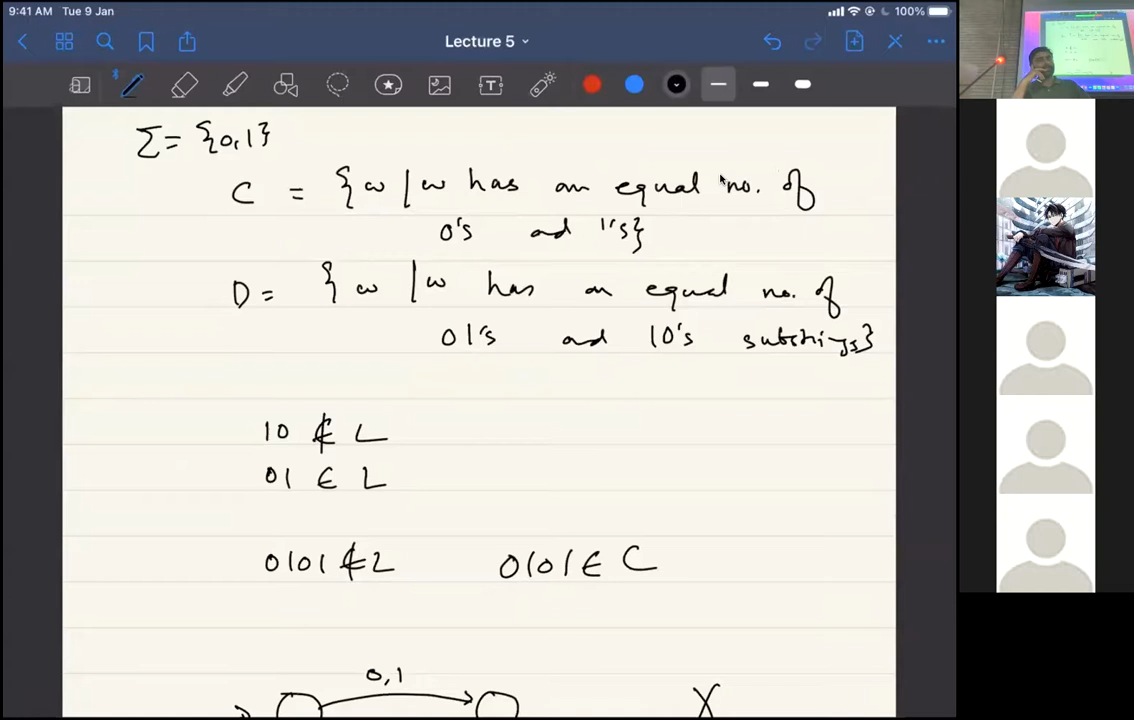 9:41 AM Tue 9 Jan
100%
Lecture 5
Σ = {0,1}
C = {w | w has an equal no. of
0's and 1's}
D = {w | w has an equal no. of
01's and 10's substrings}
10 ∉ L
01 ∈ L
0101 ∉ L 0101 ∈ C
0,1
X